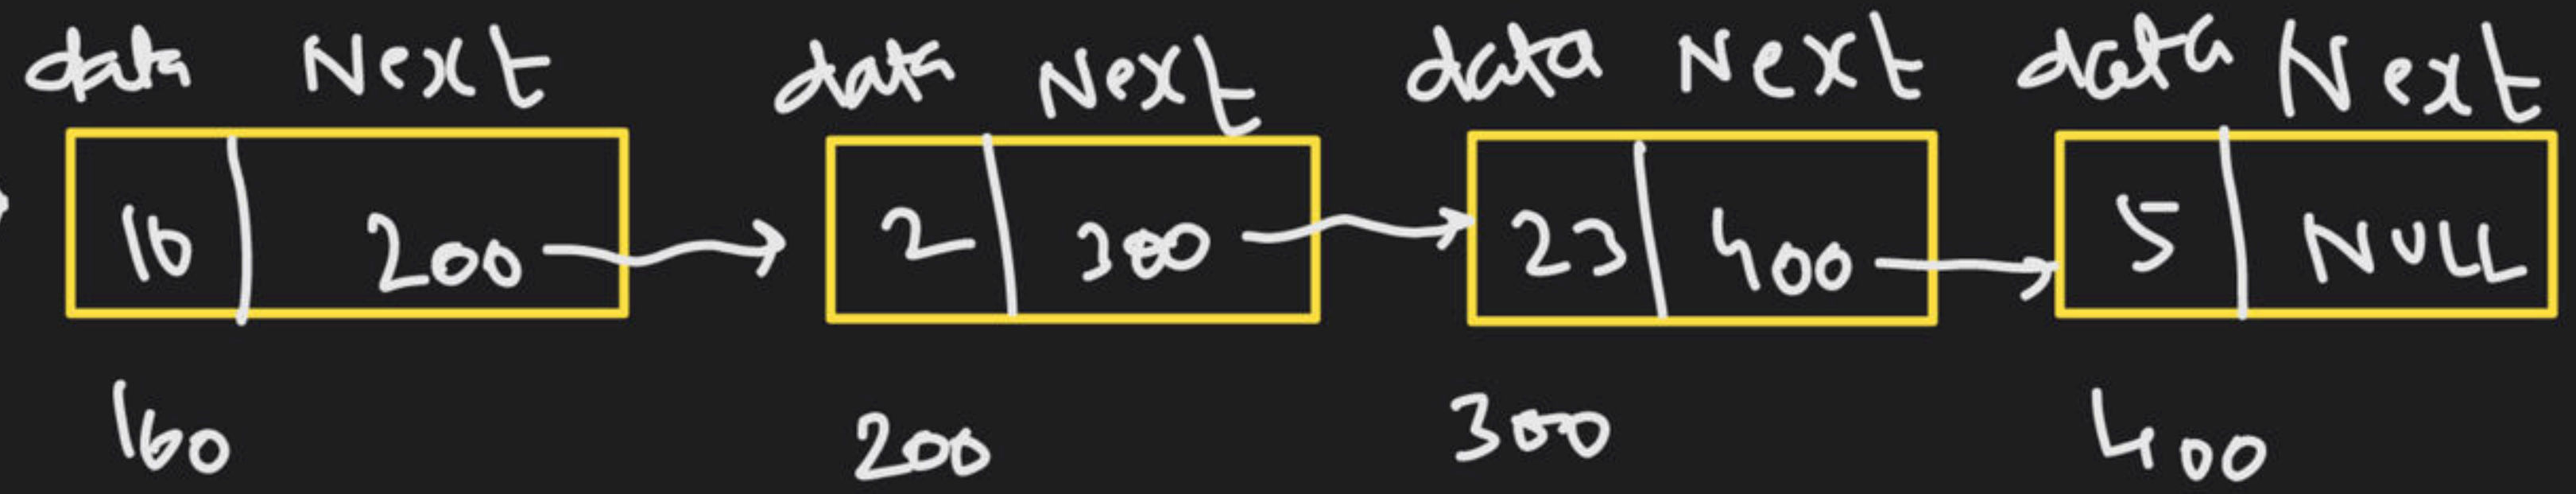 data Next data Next data Next data Next
10 200 2 300 23 400 5 NULL
100 200 300 400